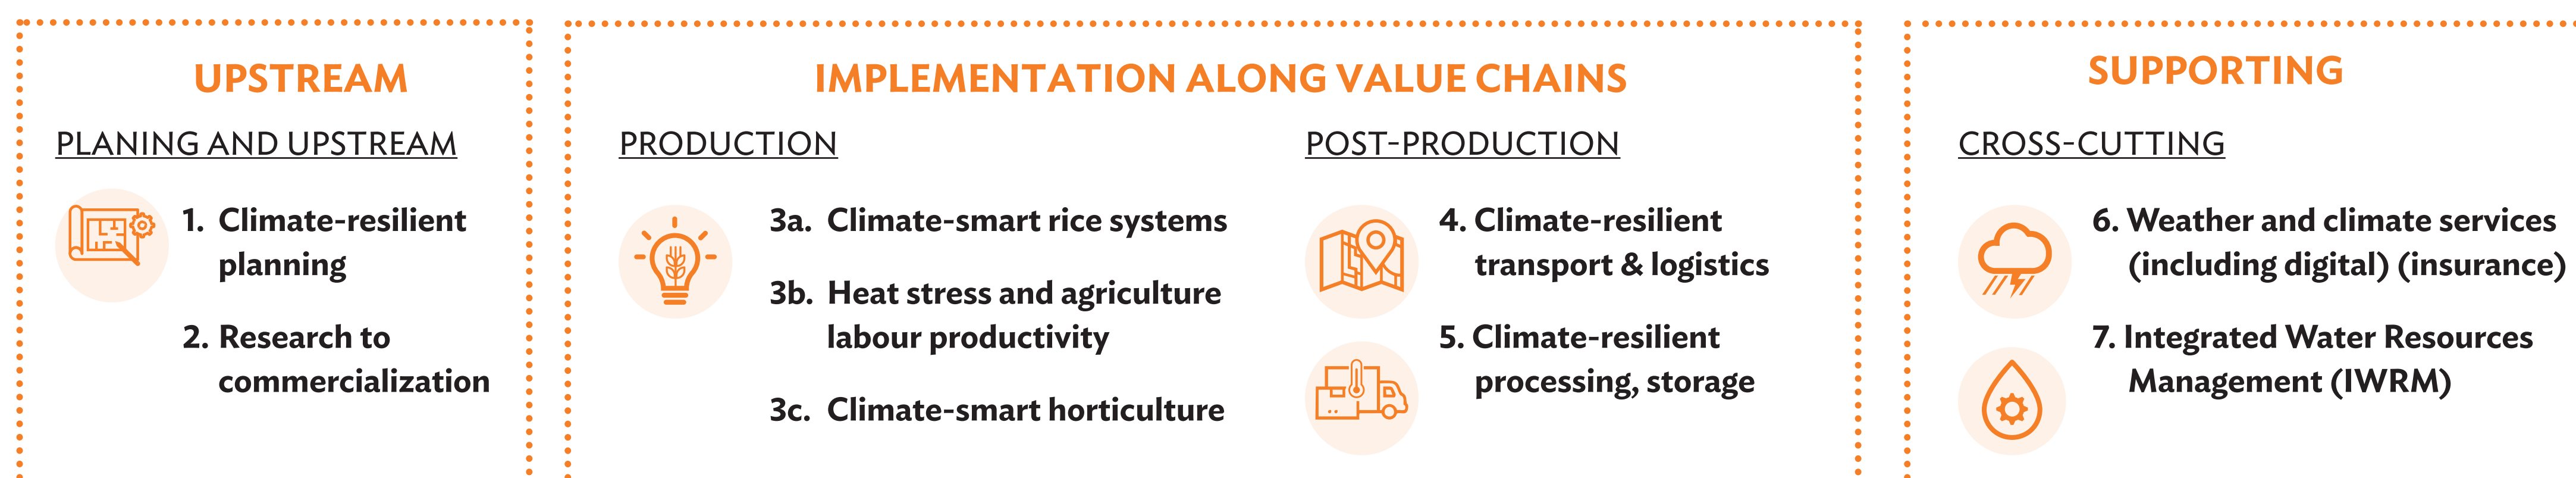 UPSTREAM
PLANING AND UPSTREAM
1. Climate-resilient
planning
2. Research to
commercialization
IMPLEMENTATION ALONG VALUE CHAINS
PRODUCTION
3a. Climate-smart rice systems
3b. Heat stress and agriculture
labour productivity
3c. Climate-smart horticulture
POST-PRODUCTION
4. Climate-resilient
transport & logistics
5. Climate-resilient
processing, storage
SUPPORTING
CROSS-CUTTING
6. Weather and climate services
(including digital) (insurance)
7. Integrated Water Resources
Management (IWRM)